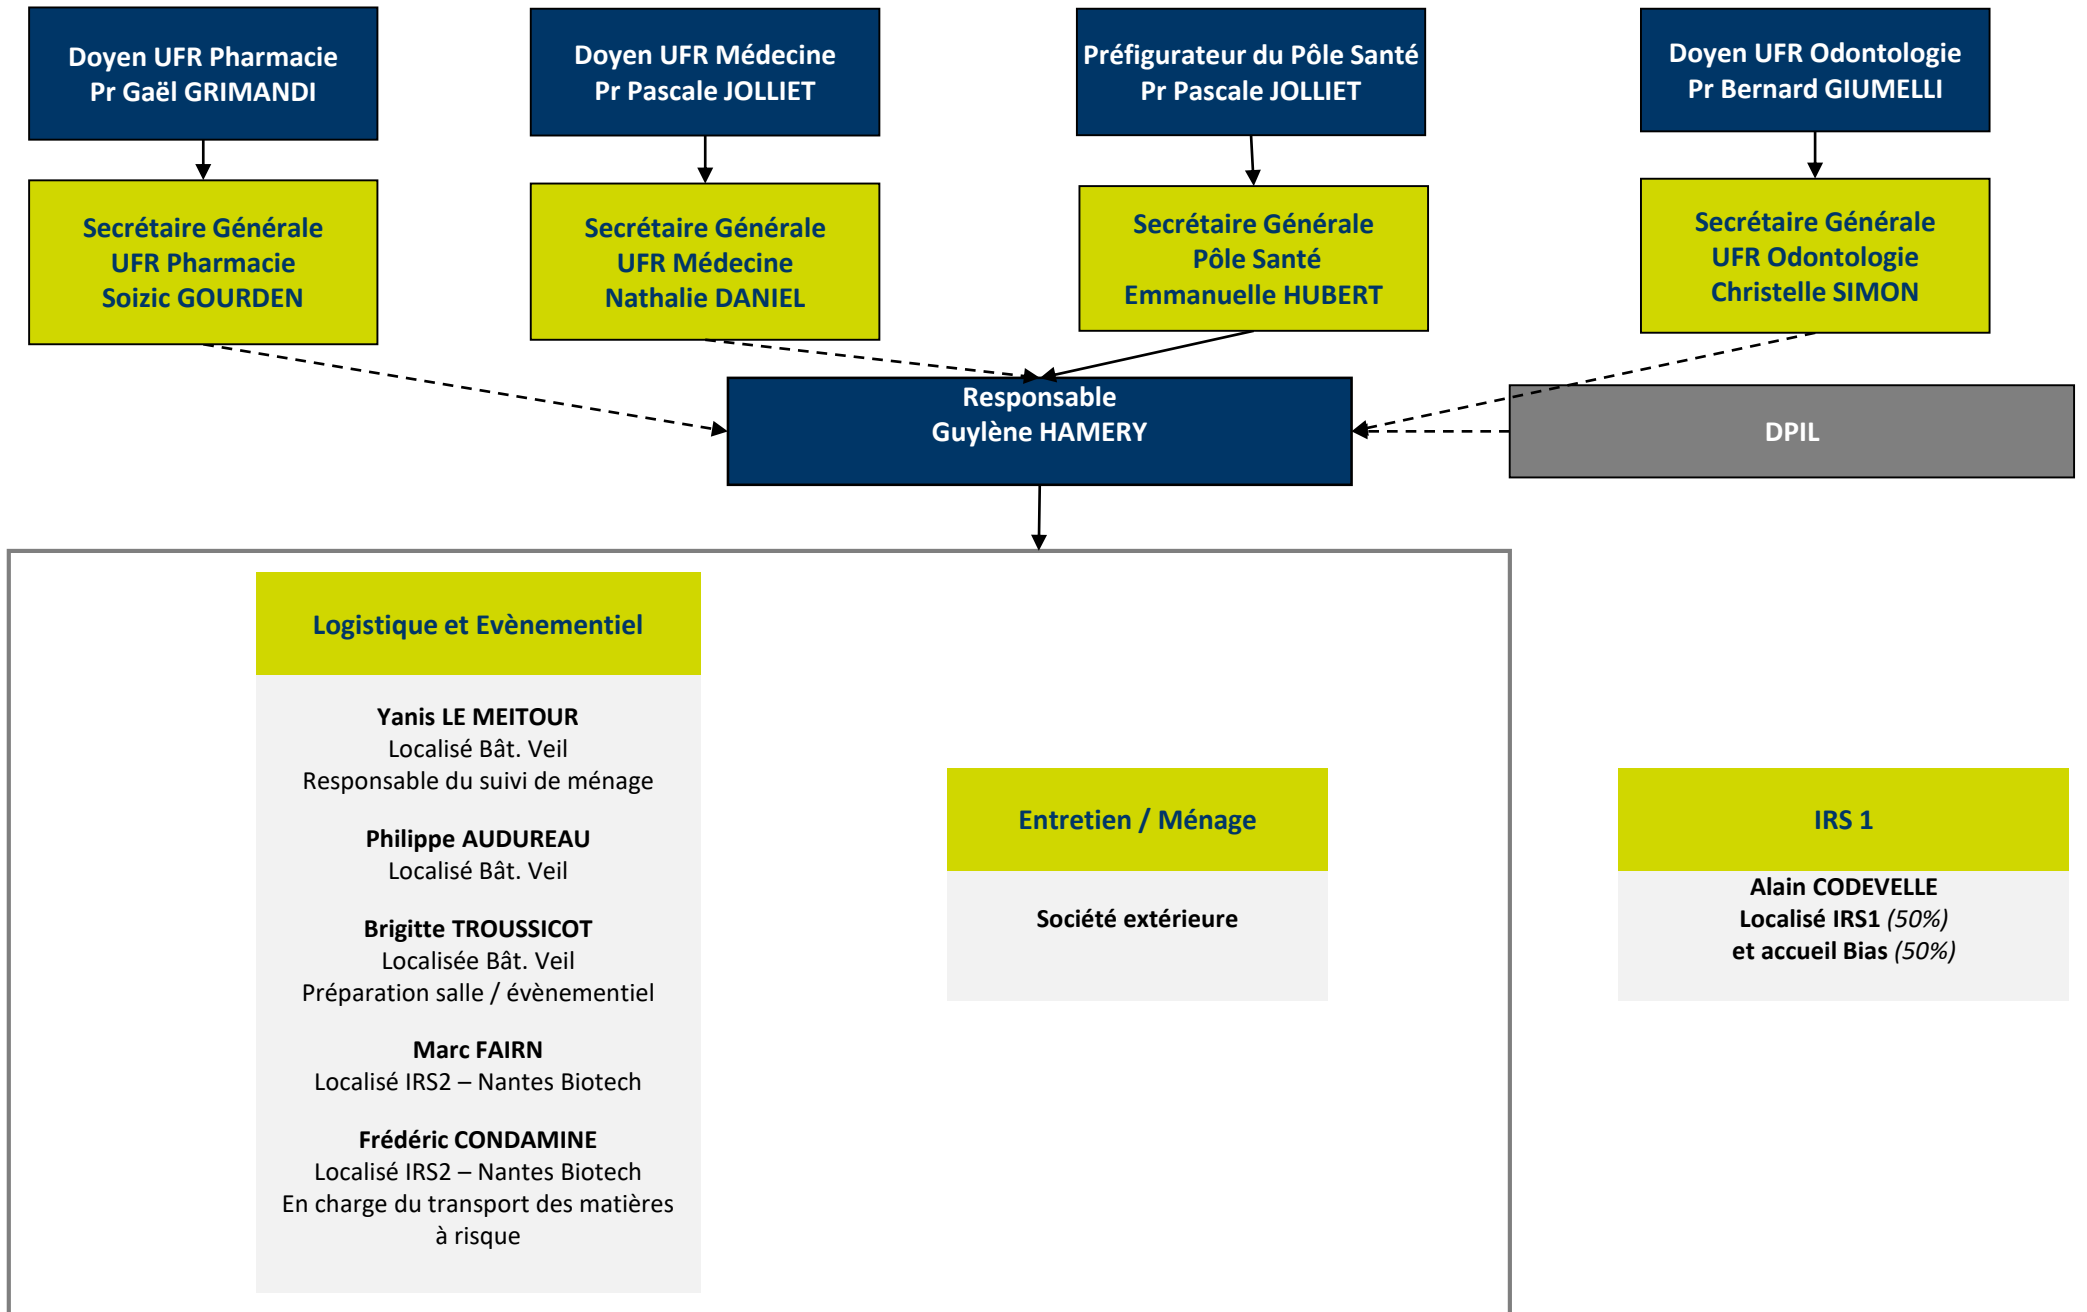 Doyen UFR Pharmacie
Pr Gaël GRIMANDI
Doyen UFR Médecine
Pr Pascale JOLLIET
Préfigurateur du Pôle Santé
Pr Pascale JOLLIET
Doyen UFR Odontologie
Pr Bernard GIUMELLI
Secrétaire Générale
UFR Pharmacie
Soizic GOURDEN
Secrétaire Générale
UFR Médecine
Nathalie DANIEL
Secrétaire Générale
Pôle Santé
Emmanuelle HUBERT
Secrétaire Générale
UFR Odontologie
Christelle SIMON
Responsable
Guylène HAMERY
DPIL
Logistique et Evènementiel
Yanis LE MEITOUR
Localisé Bât. Veil
Responsable du suivi de ménage
Philippe AUDUREAU
Localisé Bât. Veil
Brigitte TROUSSICOT
Localisée Bât. Veil
Préparation salle / évènementiel
Marc FAIRN
Localisé IRS2 – Nantes Biotech
Frédéric CONDAMINE
Localisé IRS2 – Nantes Biotech
En charge du transport des matières
à risque
Entretien / Ménage
Société extérieure
IRS 1
Alain CODEVELLE
Localisé IRS1 (50%)
et accueil Bias (50%)